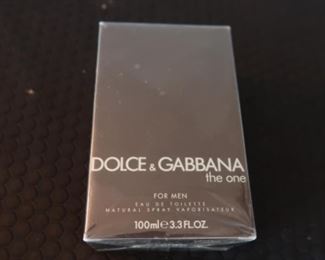 DOLCE & GABBANA
the one
FOR MEN
EAU DE TOILETTE
NATURAL SPRAY VAPORISATEUR
100ml ℮ 3.3 FL.OZ.